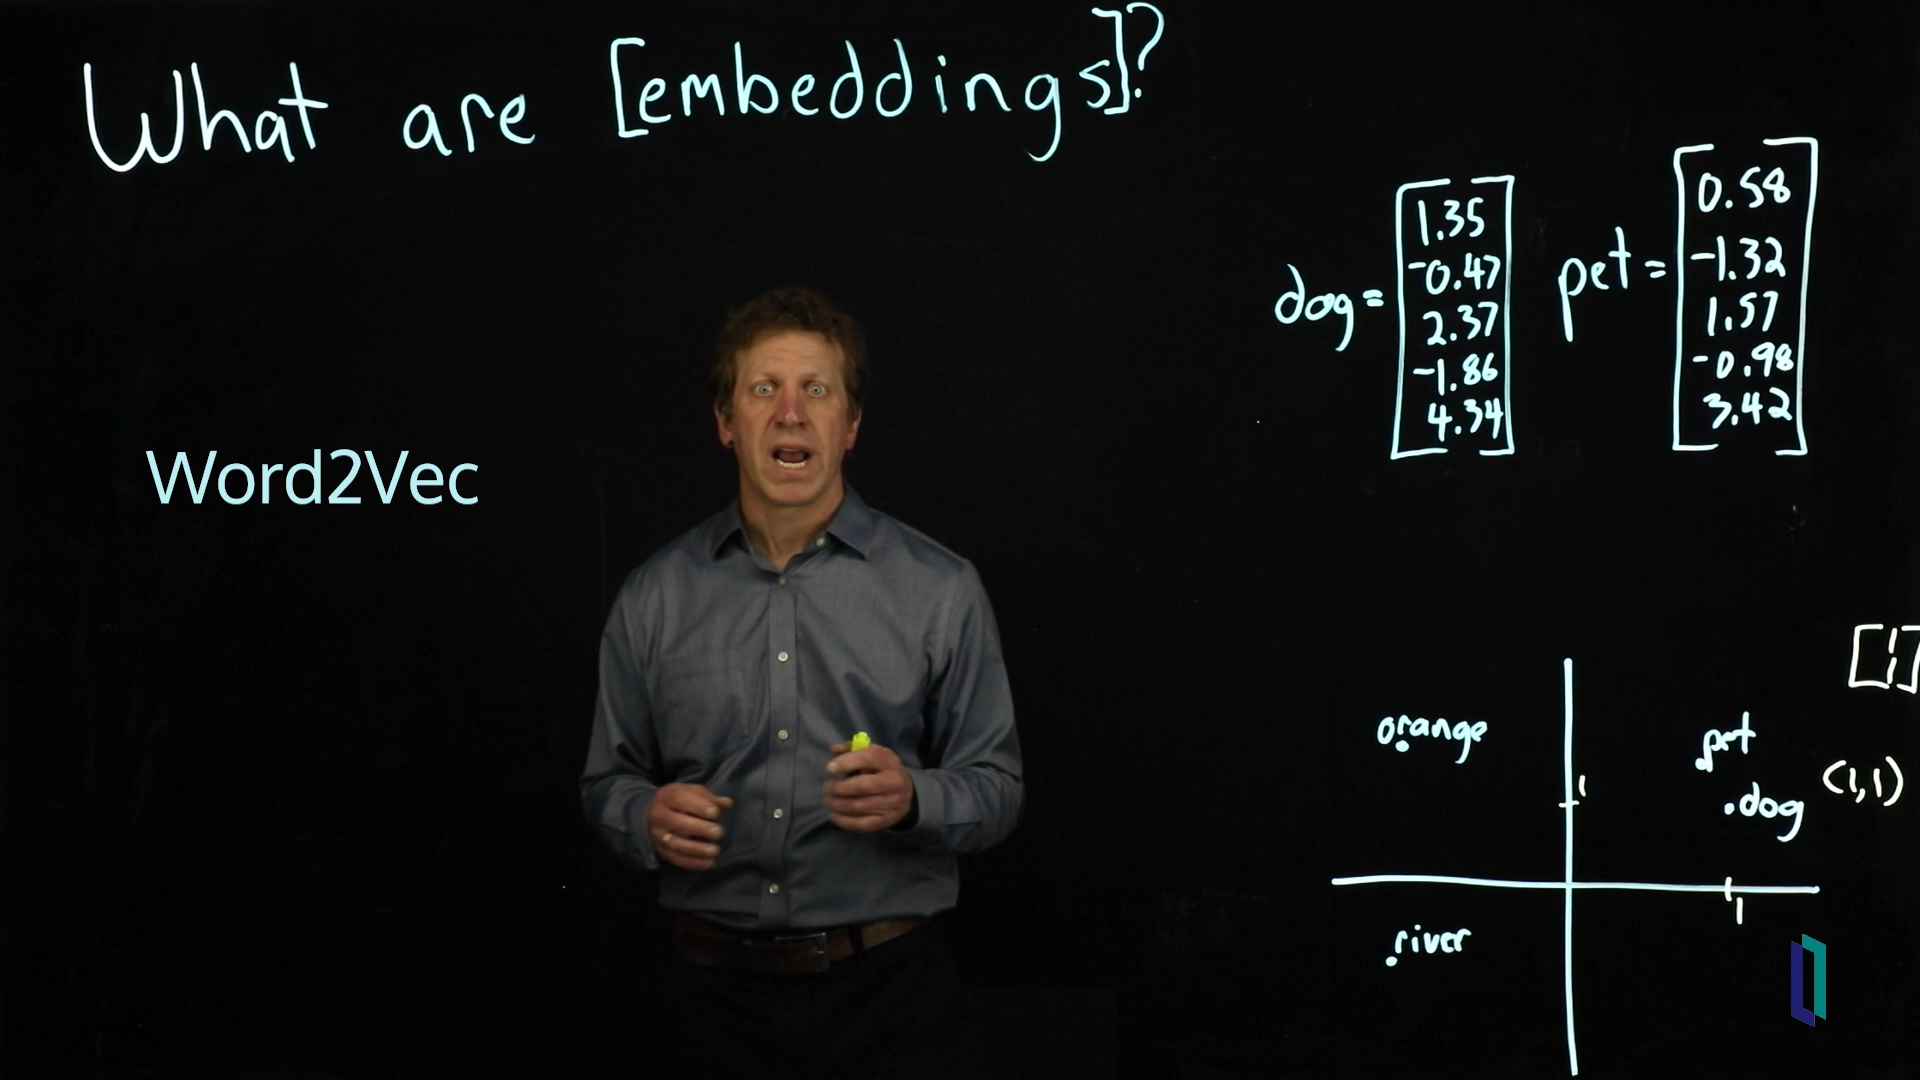 What are [embeddings]?
Word2Vec
dog = [1.35
-0.47
2.37
-1.86
4.34]
pet = [0.58
-1.32
1.57
-0.98
3.42]
[1]
orange
pet
(1,1)
.dog
1
1
river